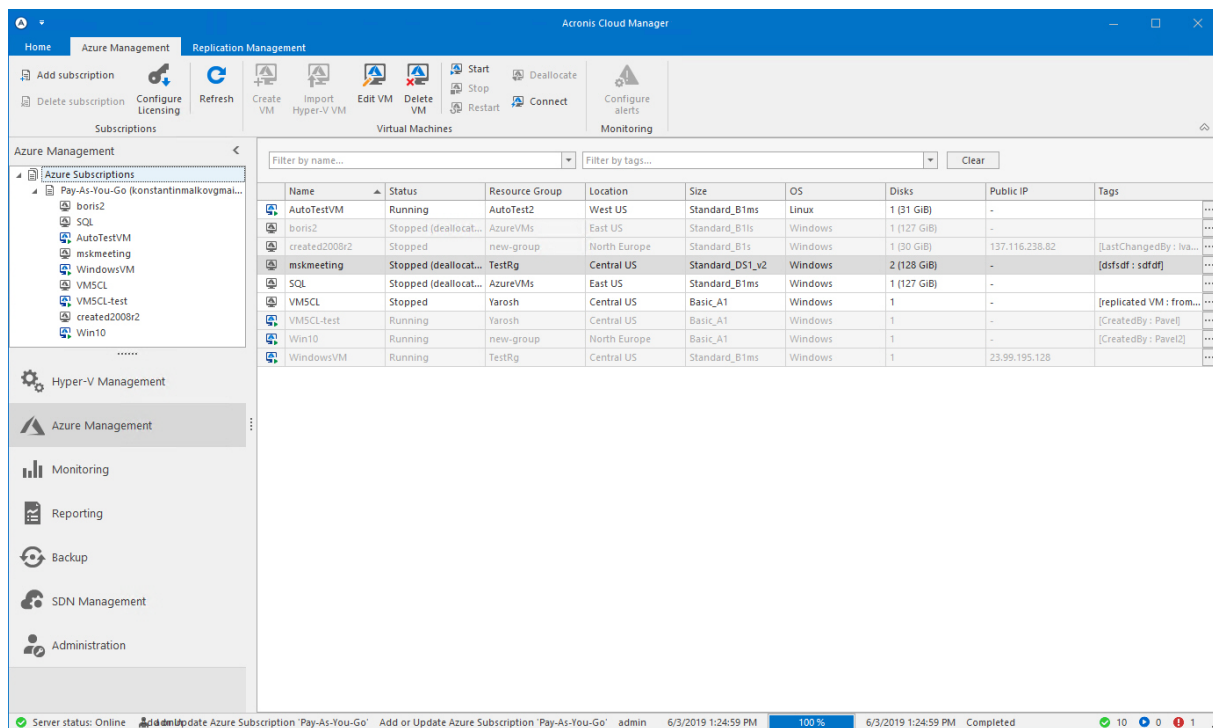 Acronis Cloud Manager
Home Azure Management Replication Management
Add subscription
Delete subscription
Configure Licensing
Refresh
Subscriptions
Create VM
Import Hyper-V VM
Edit VM
Delete VM
Start
Stop
Restart
Deallocate
Connect
Virtual Machines
Configure alerts
Monitoring
Azure Management
Azure Subscriptions
Pay-As-You-Go (konstantinmalkovgmai...
boris2
SQL
AutoTestVM
mskmeeting
WindowsVM
VM5CL
VM5CL-test
created2008r2
Win10
Hyper-V Management
Azure Management
Monitoring
Reporting
Backup
SDN Management
Administration
Filter by name... Filter by tags... Clear
Name Status Resource Group Location Size OS Disks Public IP Tags
AutoTestVM Running AutoTest2 West US Standard_B1ms Linux 1 (31 GiB) - ...
boris2 Stopped (deallocat... AzureVMs East US Standard_B1ls Windows 1 (127 GiB) - ...
created2008r2 Stopped new-group North Europe Standard_B1s Windows 1 (30 GiB) 137.116.238.82 [LastChangedBy : Iva... ...
mskmeeting Stopped (deallocat... TestRg Central US Standard_DS1_v2 Windows 2 (128 GiB) - [dsfsdf : sdfdf] ...
SQL Stopped (deallocat... AzureVMs East US Standard_B1ms Windows 1 (127 GiB) - ...
VM5CL Stopped Yarosh Central US Basic_A1 Windows 1 - [replicated VM : from... ...
VM5CL-test Running Yarosh Central US Basic_A1 Windows 1 - [CreatedBy : Pavel] ...
Win10 Running new-group North Europe Basic_A1 Windows 1 - [CreatedBy : Pavel2] ...
WindowsVM Running TestRg Central US Standard_B1ms Windows 1 23.99.195.128 ...
Server status: Online Update Azure Subscription 'Pay-As-You-Go' Add or Update Azure Subscription 'Pay-As-You-Go' admin 6/3/2019 1:24:59 PM 100 % 6/3/2019 1:24:59 PM Completed 10 0 1